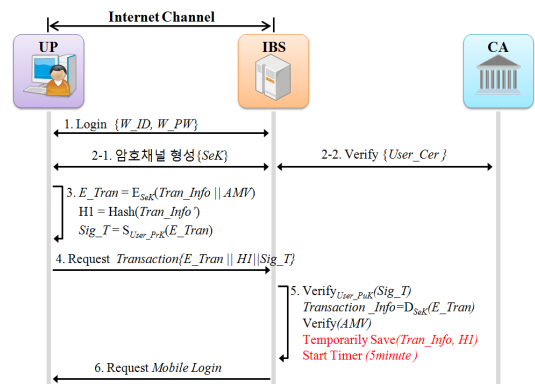 Internet Channel
UP IBS CA
1. Login {W_ID, W_PW}
2-1. 암호채널 형성{SeK} 2-2. Verify {User_Cer }
3. E_Tran = E_SeK(Tran_Info || AMV)
H1 = Hash(Tran_Info')
Sig_T = S_User_PrK(E_Tran)
4. Request Transaction{E_Tran || H1||Sig_T}
5. Verify_User_PuK(Sig_T)
Transaction _Info=D_SeK(E_Tran)
Verify(AMV)
Temporarily Save(Tran_Info, H1)
Start Timer (5minute )
6. Request Mobile Login